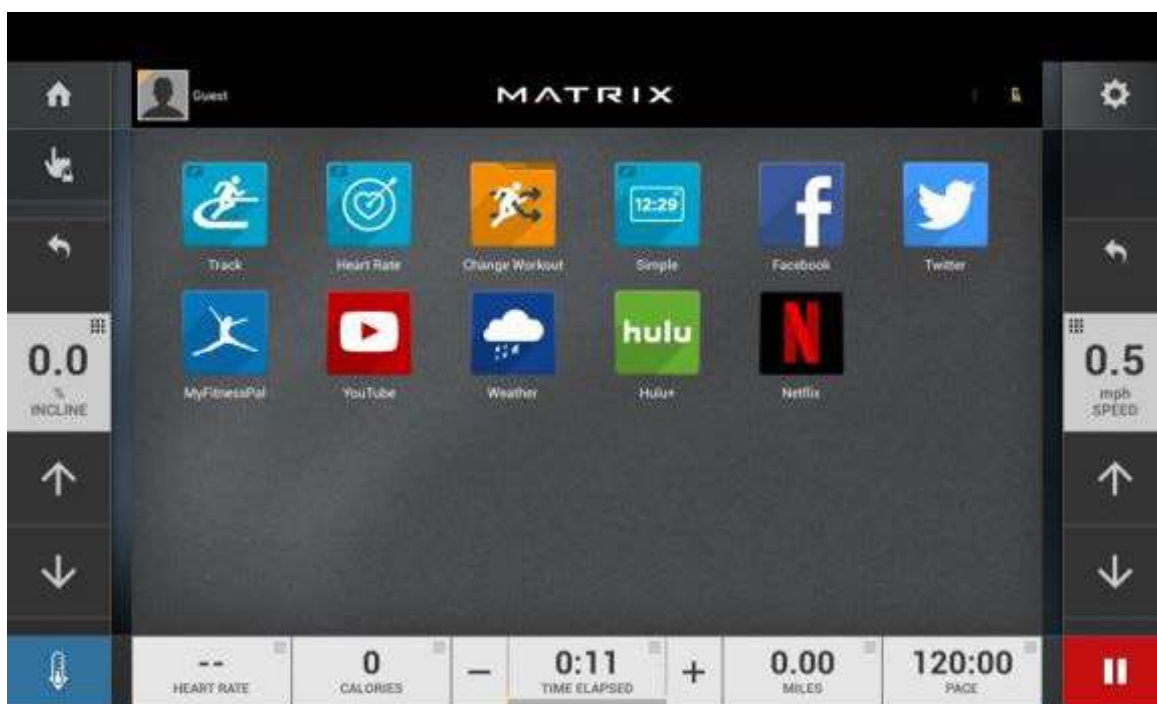 Guest
MATRIX
12:29
Track
Heart Rate
Change Workout
Simple
Facebook
Twitter
hulu
MyFitnessPal
YouTube
Weather
Hulu+
Netflix
0.0
%
INCLINE
0.5
mph
SPEED
--
HEART RATE
0
CALORIES
0:11
TIME ELAPSED
0.00
MILES
120:00
PACE